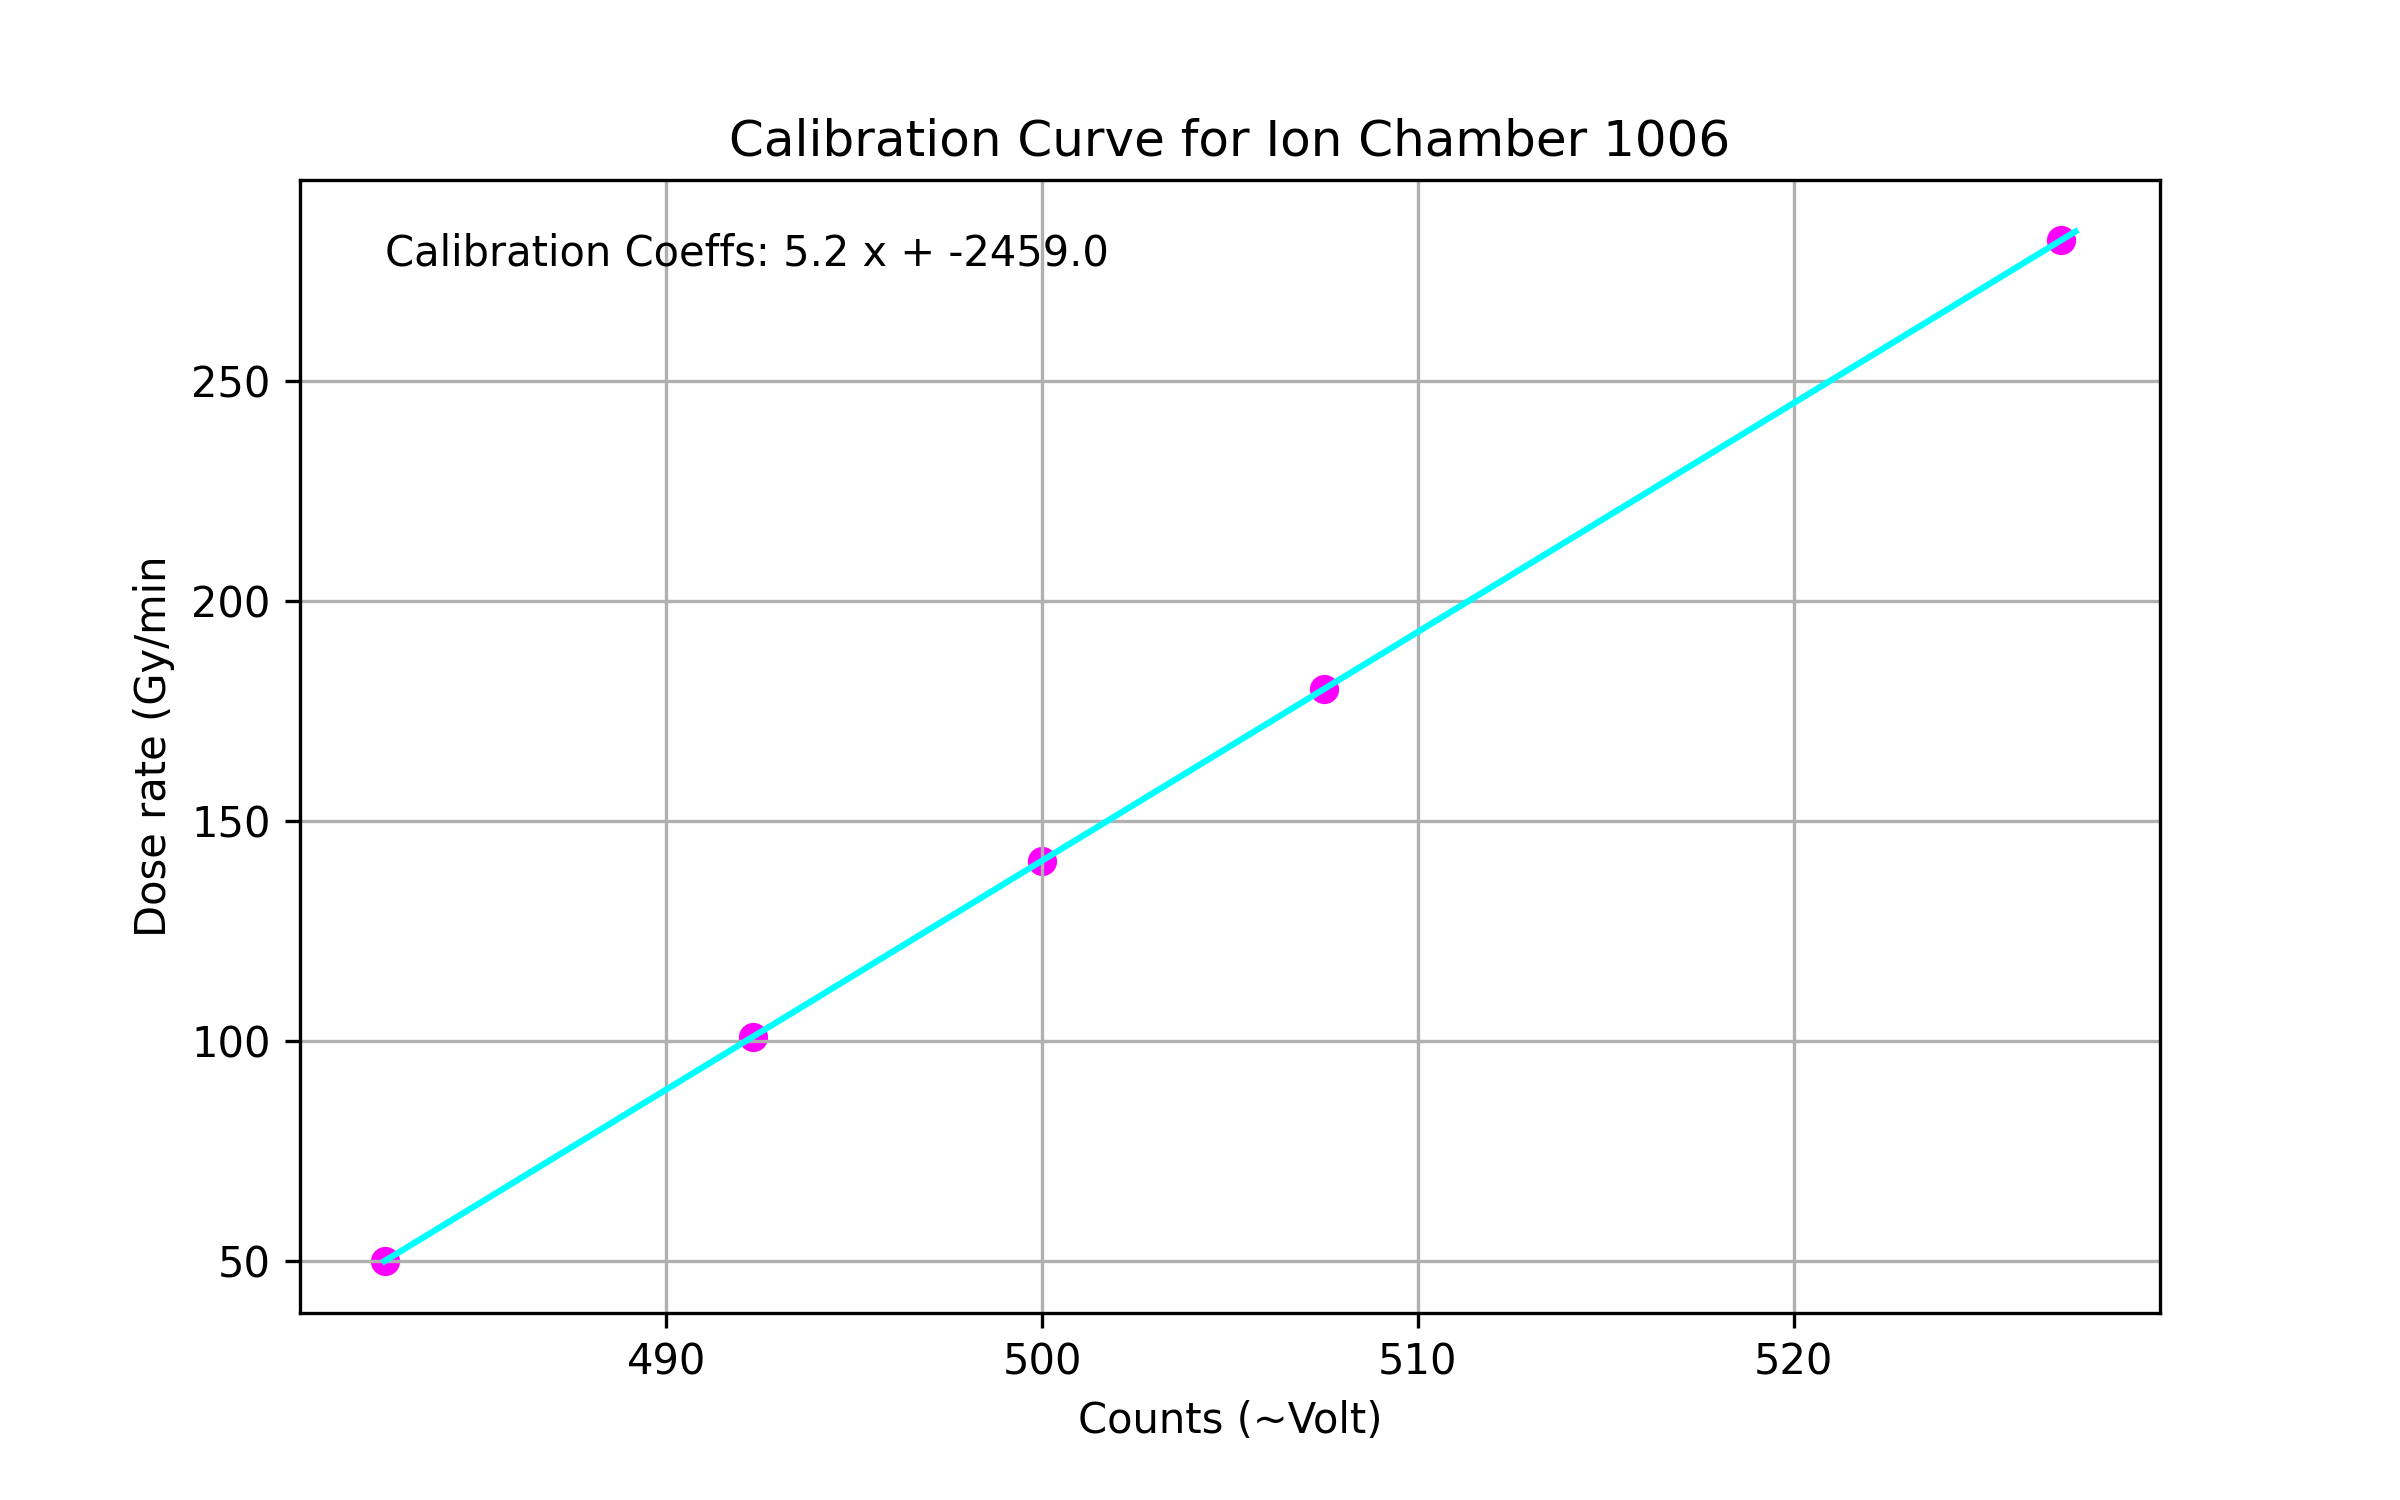 Calibration Curve for Ion Chamber 1006
Calibration Coeffs: 5.2 x + -2459.0
Dose rate (Gy/min
250
200
150
100
50
490 500 510 520
Counts (~Volt)